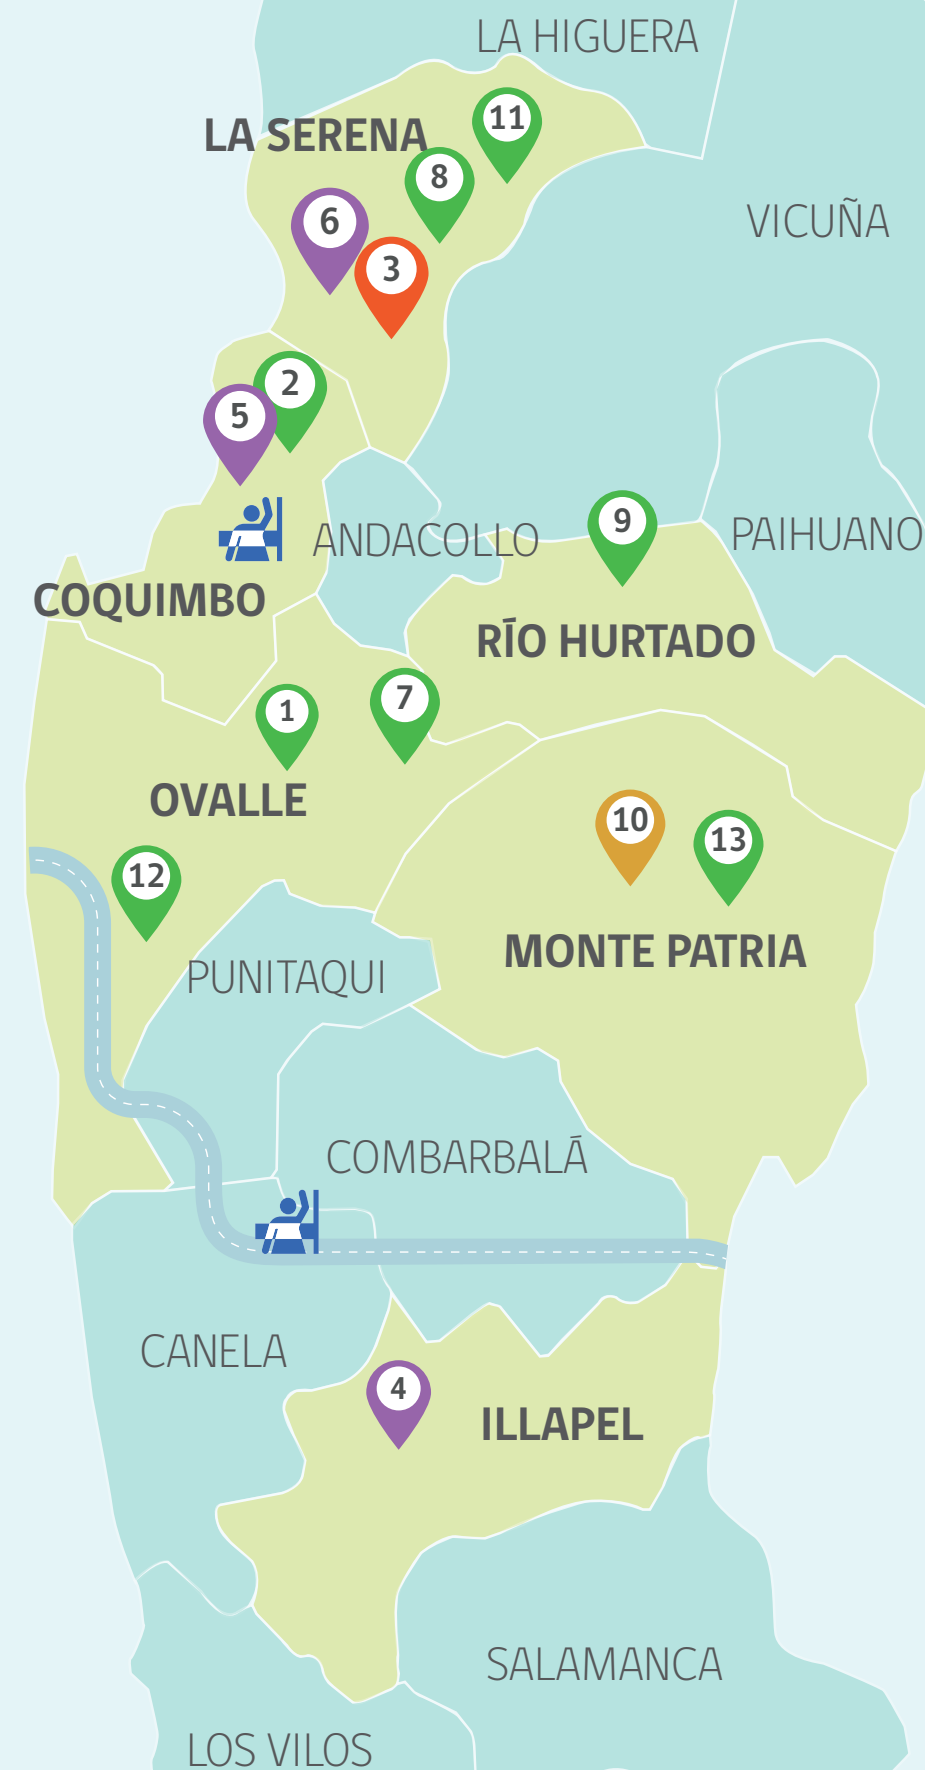 LA HIGUERA
LA SERENA
11
8
6
3
VICUÑA
2
5
9
ANDACOLLO
PAIHUANO
COQUIMBO
RÍO HURTADO
7
1
OVALLE
10
13
12
MONTE PATRIA
PUNITAQUI
COMBARBALÁ
CANELA
4
ILLAPEL
SALAMANCA
LOS VILOS